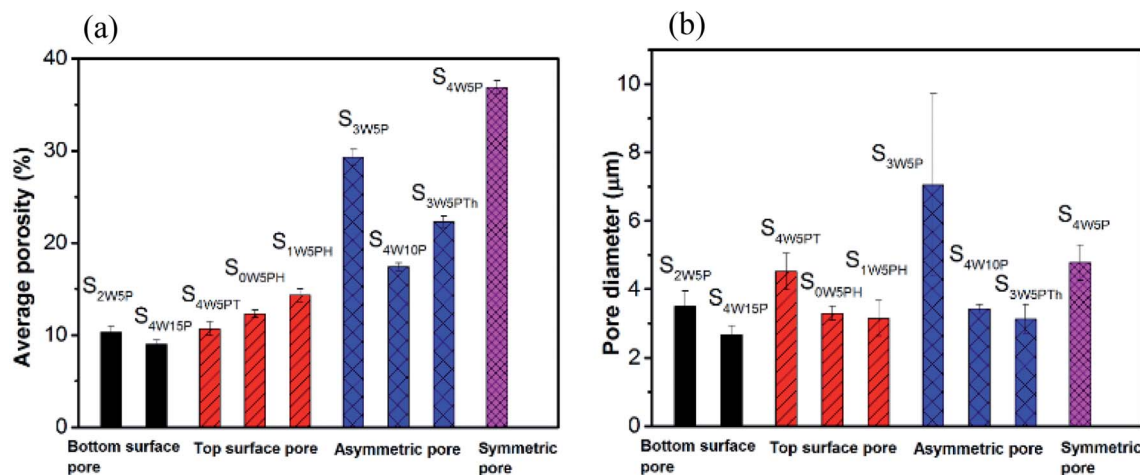 (a)
Average porosity (%)
40
30
20
10
0
S2W5P
S4W15P
S4W5PT
S0W5PH
S1W5PH
S3W5P
S4W10P
S3W5PTh
S4W5P
Bottom surface pore
Top surface pore
Asymmetric pore
Symmetric pore
(b)
Pore diameter (μm)
10
8
6
4
2
0
S2W5P
S4W15P
S4W5PT
S0W5PH
S1W5PH
S3W5P
S4W10P
S3W5PTh
S4W5P
Bottom surface pore
Top surface pore
Asymmetric pore
Symmetric pore